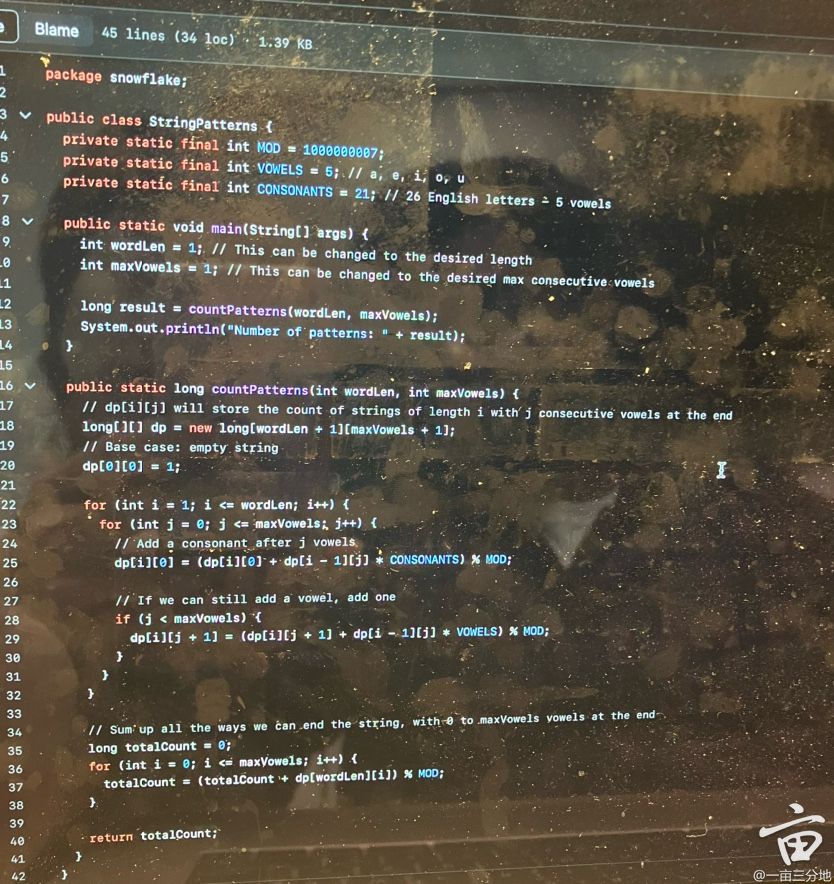 Blame 45 lines (34 loc) · 1.39 KB
1 package snowflake;
2
3 public class StringPatterns {
4 private static final int MOD = 1000000007;
5 private static final int VOWELS = 5; // a, e, i, o, u
6 private static final int CONSONANTS = 21; // 26 English letters - 5 vowels
7
8 public static void main(String[] args) {
9 int wordLen = 1; // This can be changed to the desired length
10 int maxVowels = 1; // This can be changed to the desired max consecutive vowels
11
12 long result = countPatterns(wordLen, maxVowels);
13 System.out.println("Number of patterns: " + result);
14 }
15
16 public static long countPatterns(int wordLen, int maxVowels) {
17 // dp[i][j] will store the count of strings of length i with j consecutive vowels at the end
18 long[][] dp = new long[wordLen + 1][maxVowels + 1];
19 // Base case: empty string
20 dp[0][0] = 1;
21
22 for (int i = 1; i <= wordLen; i++) {
23 for (int j = 0; j <= maxVowels; j++) {
24 // Add a consonant after j vowels
25 dp[i][0] = (dp[i][0] + dp[i - 1][j] * CONSONANTS) % MOD;
26
27 // If we can still add a vowel, add one
28 if (j < maxVowels) {
29 dp[i][j + 1] = (dp[i][j + 1] + dp[i - 1][j] * VOWELS) % MOD;
30 }
31 }
32 }
33
34 // Sum up all the ways we can end the string, with 0 to maxVowels vowels at the end
35 long totalCount = 0;
36 for (int i = 0; i <= maxVowels; i++) {
37 totalCount = (totalCount + dp[wordLen][i]) % MOD;
38 }
39
40 return totalCount;
41 }
42 }
亩
@一亩三分地